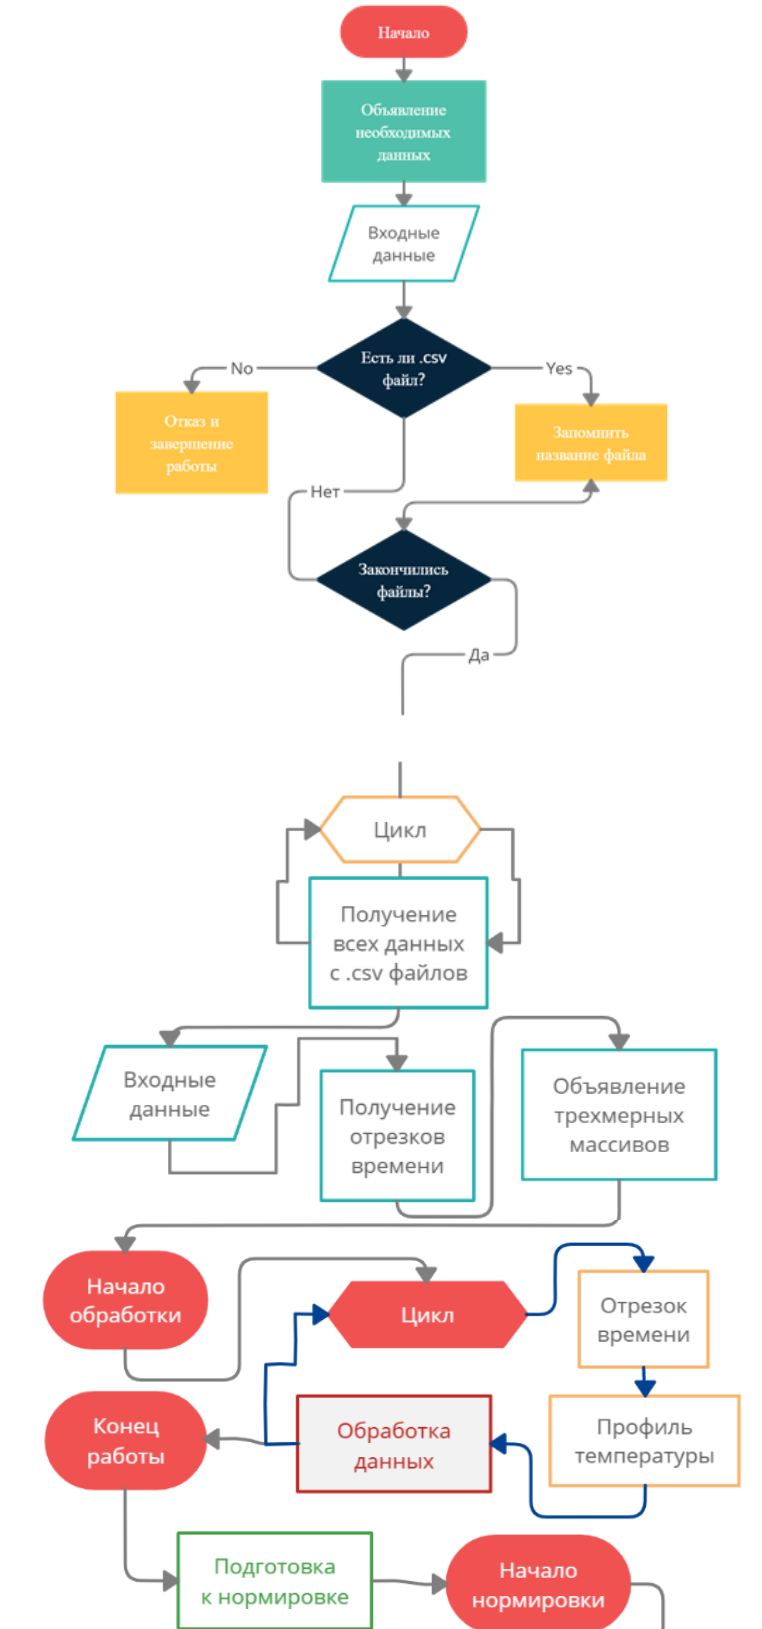 Начало
Объявление
необходимых
данных
Входные
данные
Есть ли .csv
файл?
No
Yes
Отказ и
завершение
работы
Запомнить
название файла
Нет
Закончились
файлы?
Да
Цикл
Получение
всех данных
с .csv файлов
Входные
данные
Получение
отрезков
времени
Объявление
трехмерных
массивов
Начало
обработки
Цикл
Отрезок
времени
Конец
работы
Обработка
данных
Профиль
температуры
Подготовка
к нормировке
Начало
нормировки